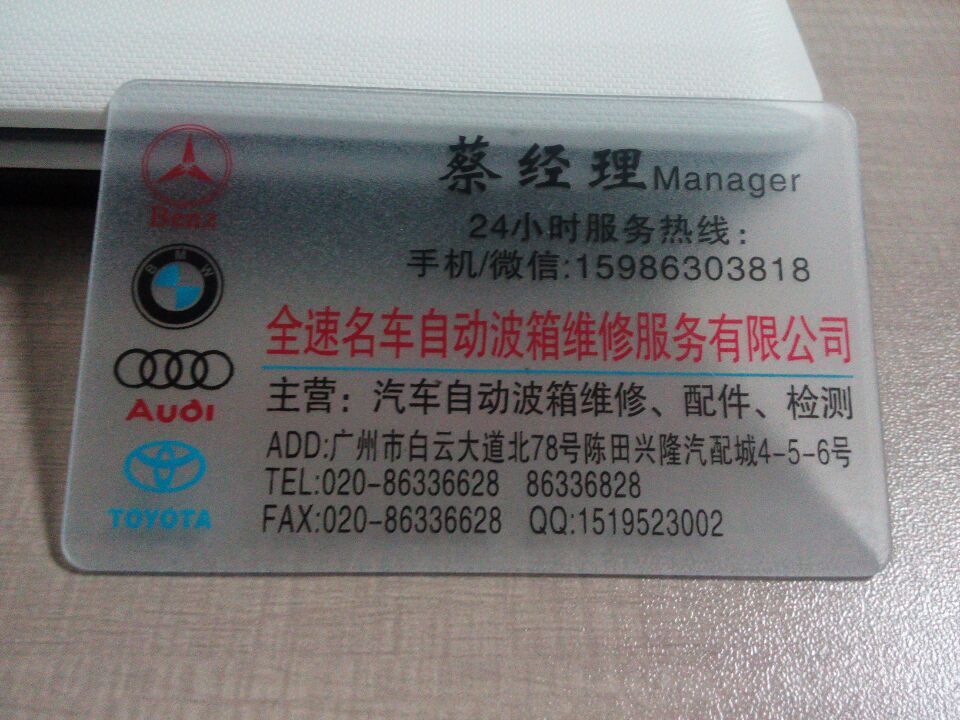 Benz
BMW
Audi
TOYOTA
蔡经理Manager
24小时服务热线:
手机/微信:15986303818
全速名车自动波箱维修服务有限公司
主营:汽车自动波箱维修、配件、检测
ADD:广州市白云大道北78号陈田兴隆汽配城4-5-6号
TEL:020-86336628 86336828
FAX:020-86336628 QQ:1519523002